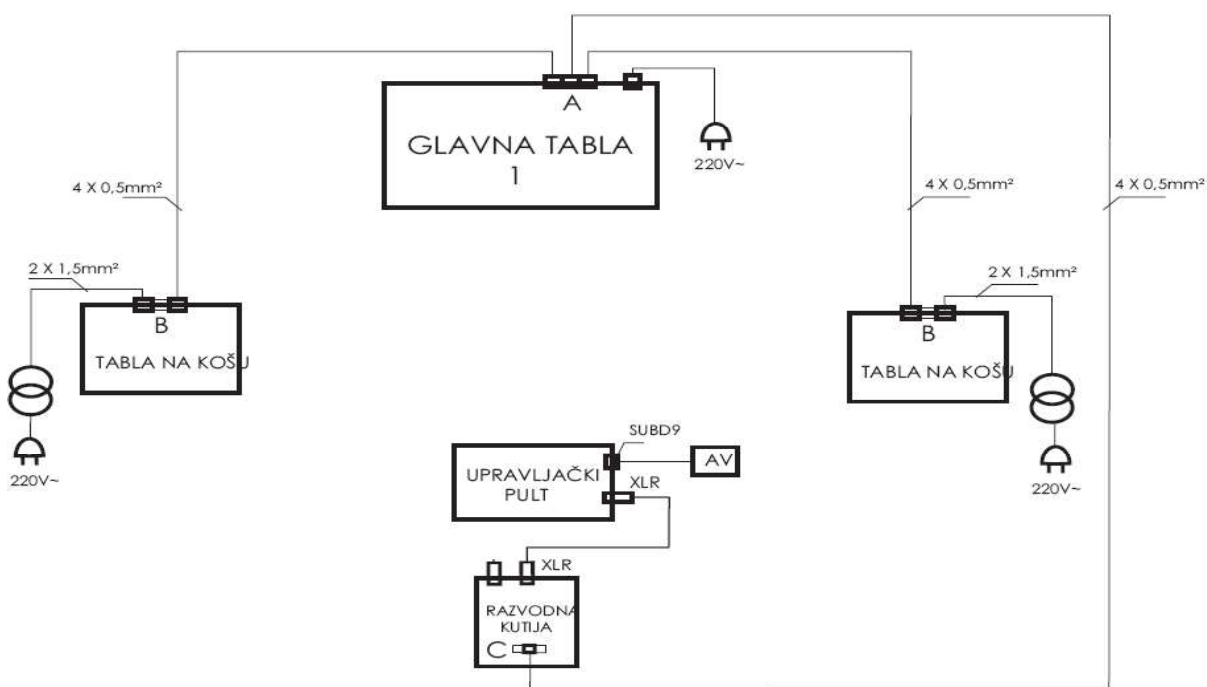 A
GLAVNA TABLA
1
220V~
4 X 0,5mm²
4 X 0,5mm²
4 X 0,5mm²
2 X 1,5mm²
B
TABLA NA KOŠU
220V~
2 X 1,5mm²
B
TABLA NA KOŠU
220V~
SUBD9
AV
UPRAVLJAČKI
PULT
XLR
XLR
RAZVODNA
KUTIJA
C